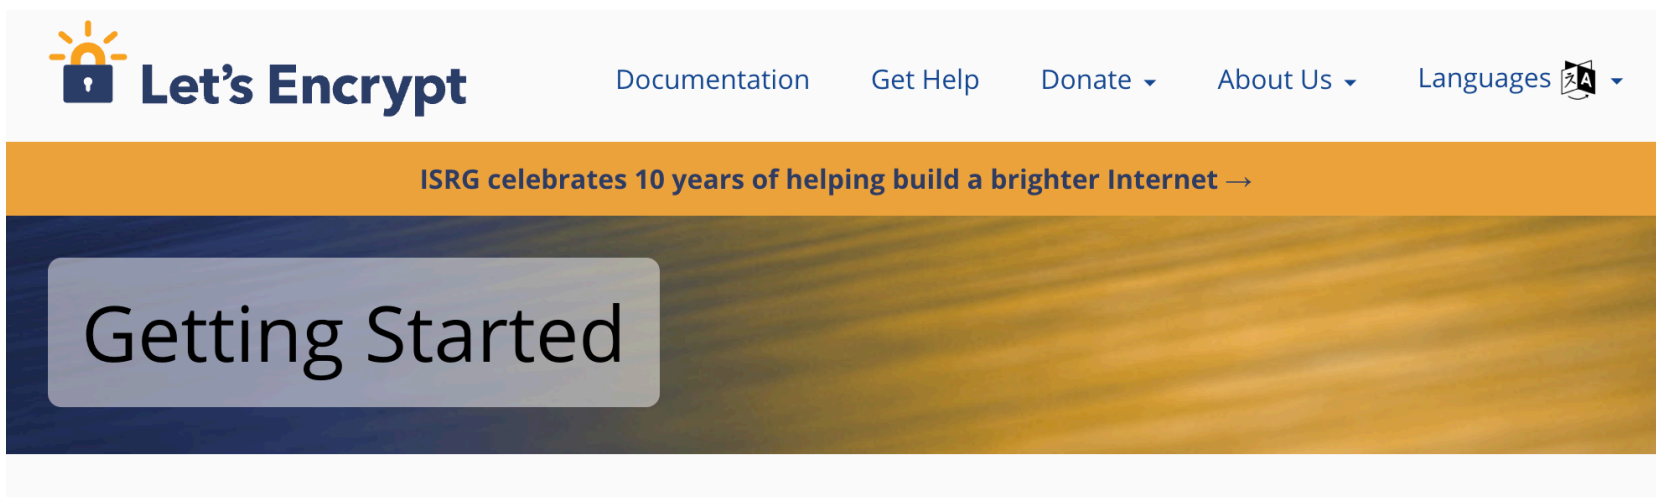 Let's Encrypt
Documentation Get Help Donate About Us Languages
ISRG celebrates 10 years of helping build a brighter Internet →
Getting Started